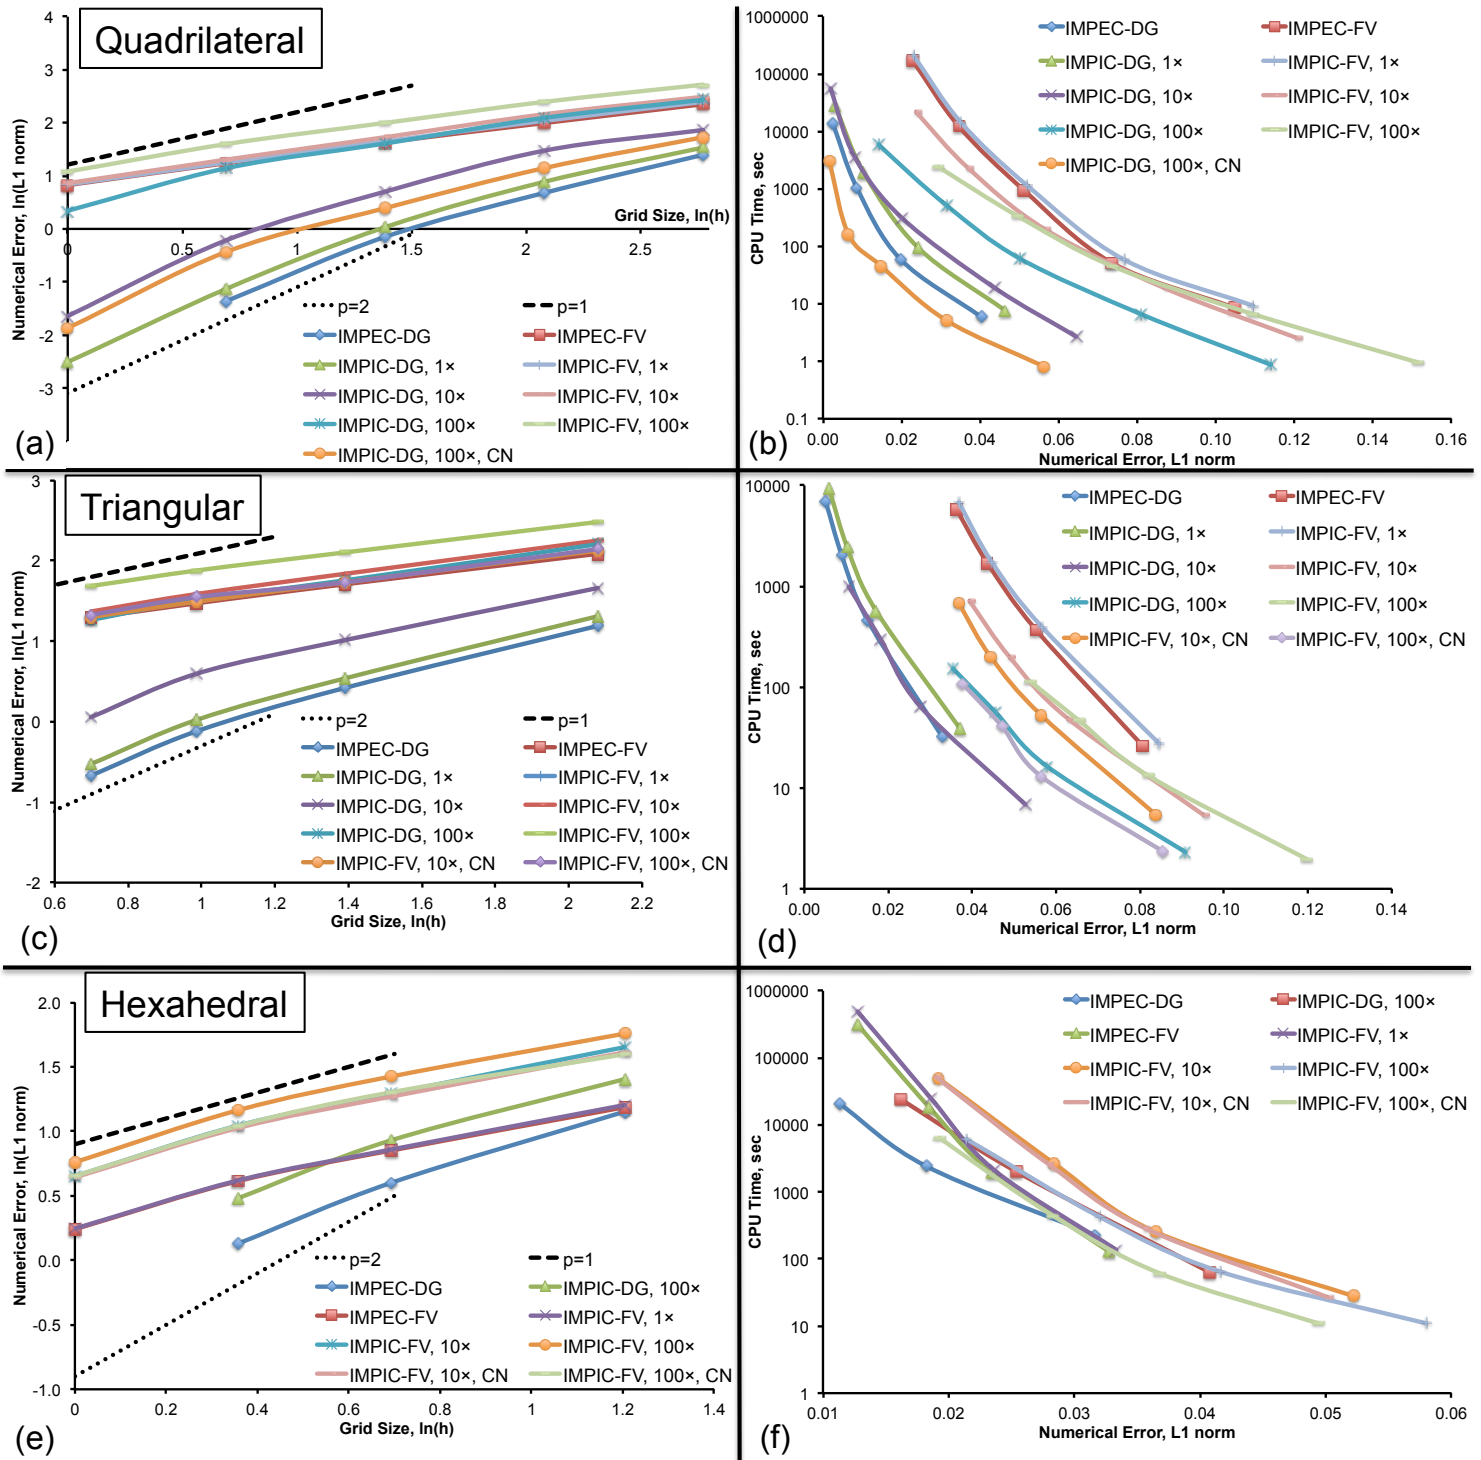 Quadrilateral
Numerical Error, ln(L1 norm)
4
3
2
1
0
-1
-2
-3
0
0.5
1
1.5
2
2.5
Grid Size, ln(h)
p=2
p=1
IMPEC-DG
IMPEC-FV
IMPIC-DG, 1×
IMPIC-FV, 1×
IMPIC-DG, 10×
IMPIC-FV, 10×
IMPIC-DG, 100×
IMPIC-FV, 100×
IMPIC-DG, 100×, CN
(a)
CPU Time, sec
1000000
100000
10000
1000
100
10
1
0.1
IMPEC-DG
IMPEC-FV
IMPIC-DG, 1×
IMPIC-FV, 1×
IMPIC-DG, 10×
IMPIC-FV, 10×
IMPIC-DG, 100×
IMPIC-FV, 100×
IMPIC-DG, 100×, CN
0.00
0.02
0.04
0.06
0.08
0.10
0.12
0.14
0.16
Numerical Error, L1 norm
(b)
Triangular
Numerical Error, ln(L1 norm)
3
2
1
0
-1
-2
p=2
p=1
IMPEC-DG
IMPEC-FV
IMPIC-DG, 1×
IMPIC-FV, 1×
IMPIC-DG, 10×
IMPIC-FV, 10×
IMPIC-DG, 100×
IMPIC-FV, 100×
IMPIC-FV, 10×, CN
IMPIC-FV, 100×, CN
0.6
0.8
1
1.2
1.4
1.6
1.8
2
2.2
Grid Size, ln(h)
(c)
CPU Time, sec
10000
1000
100
10
1
IMPEC-DG
IMPEC-FV
IMPIC-DG, 1×
IMPIC-FV, 1×
IMPIC-DG, 10×
IMPIC-FV, 10×
IMPIC-DG, 100×
IMPIC-FV, 100×
IMPIC-FV, 10×, CN
IMPIC-FV, 100×, CN
0.00
0.02
0.04
0.06
0.08
0.10
0.12
0.14
Numerical Error, L1 norm
(d)
Hexahedral
Numerical Error, ln(L1 norm)
2.0
1.5
1.0
0.5
0.0
-0.5
-1.0
p=2
p=1
IMPEC-DG
IMPIC-DG, 100×
IMPEC-FV
IMPIC-FV, 1×
IMPIC-FV, 10×
IMPIC-FV, 100×
IMPIC-FV, 10×, CN
IMPIC-FV, 100×, CN
0
0.2
0.4
0.6
0.8
1
1.2
1.4
Grid Size, ln(h)
(e)
CPU Time, sec
1000000
100000
10000
1000
100
10
1
IMPEC-DG
IMPIC-DG, 100×
IMPEC-FV
IMPIC-FV, 1×
IMPIC-FV, 10×
IMPIC-FV, 100×
IMPIC-FV, 10×, CN
IMPIC-FV, 100×, CN
0.01
0.02
0.03
0.04
0.05
0.06
Numerical Error, L1 norm
(f)